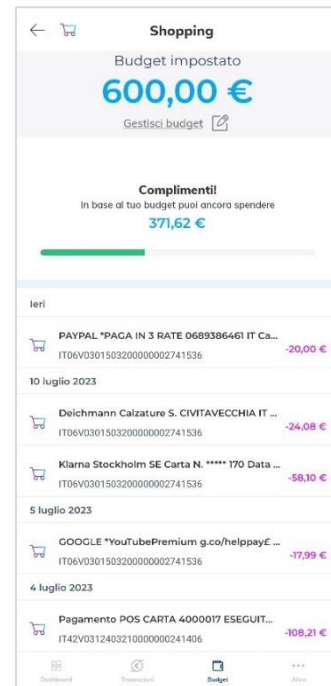 Shopping
Budget impostato
600,00 €
Gestisci budget
Complimenti!
In base al tuo budget puoi ancora spendere
371,62 €
Ieri
PAYPAL *PAGA IN 3 RATE 0689386461 IT Ca...
-20,00 €
IT06V0301503200000002741536
10 luglio 2023
Deichmann Calzature S. CIVITAVECCHIA IT ...
-24,08 €
IT06V0301503200000002741536
Klarna Stockholm SE Carta N. ***** 170 Data ...
-58,10 €
IT06V0301503200000002741536
5 luglio 2023
GOOGLE *YouTubePremium g.co/helppay£ ...
-17,99 €
IT06V0301503200000002741536
4 luglio 2023
Pagamento POS CARTA 4000017 ESEGUIT...
-108,21 €
IT42V0312403210000000241406
Dashboard Transazioni Budget Altro